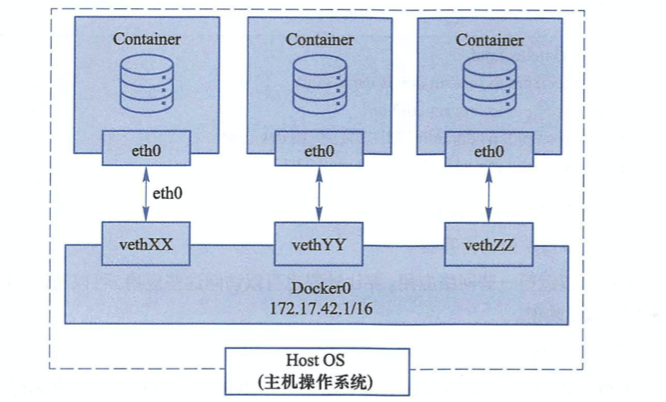 Container
Container
Container
eth0
eth0
eth0
eth0
vethXX
vethYY
vethZZ
Docker0
172.17.42.1/16
Host OS
(主机操作系统)